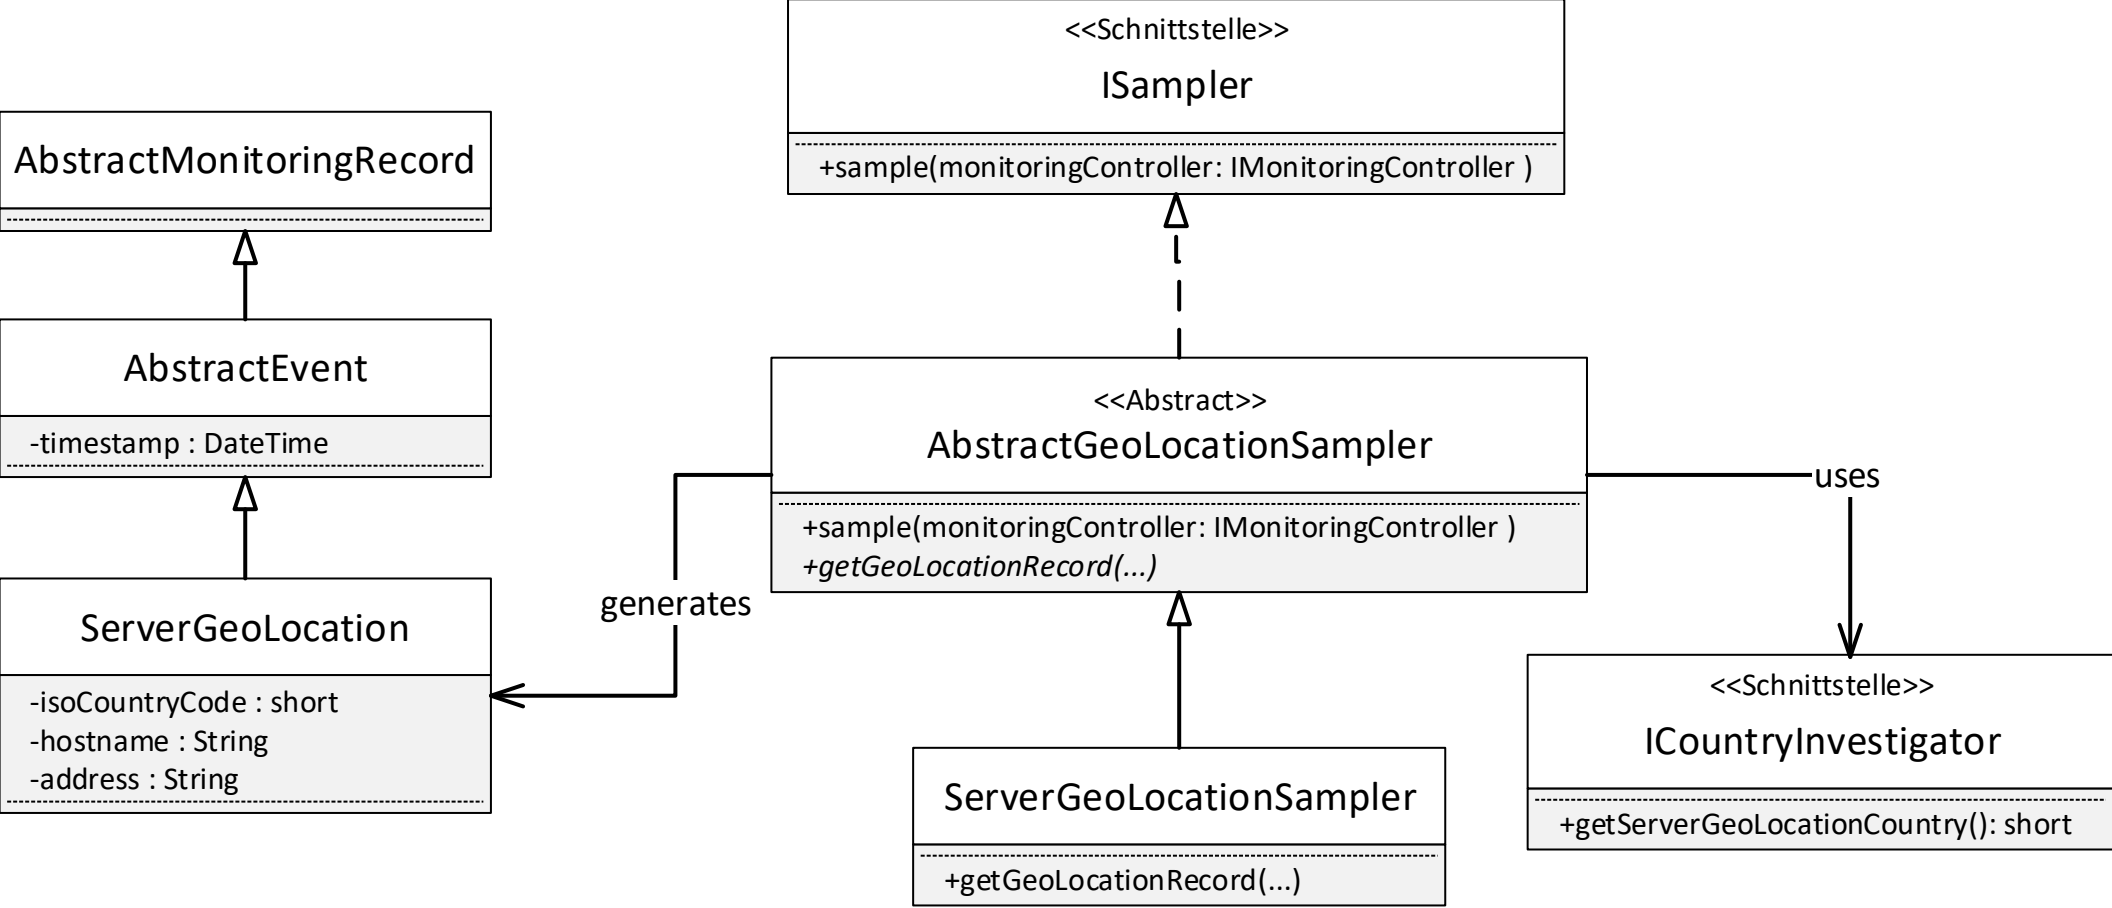 <<Schnittstelle>>
ISampler
+sample(monitoringController: IMonitoringController )
AbstractMonitoringRecord
AbstractEvent
-timestamp : DateTime
ServerGeoLocation
-isoCountryCode : short
-hostname : String
-address : String
generates
<<Abstract>>
AbstractGeoLocationSampler
+sample(monitoringController: IMonitoringController )
+getGeoLocationRecord(...)
uses
ServerGeoLocationSampler
+getGeoLocationRecord(...)
<<Schnittstelle>>
ICountryInvestigator
+getServerGeoLocationCountry(): short